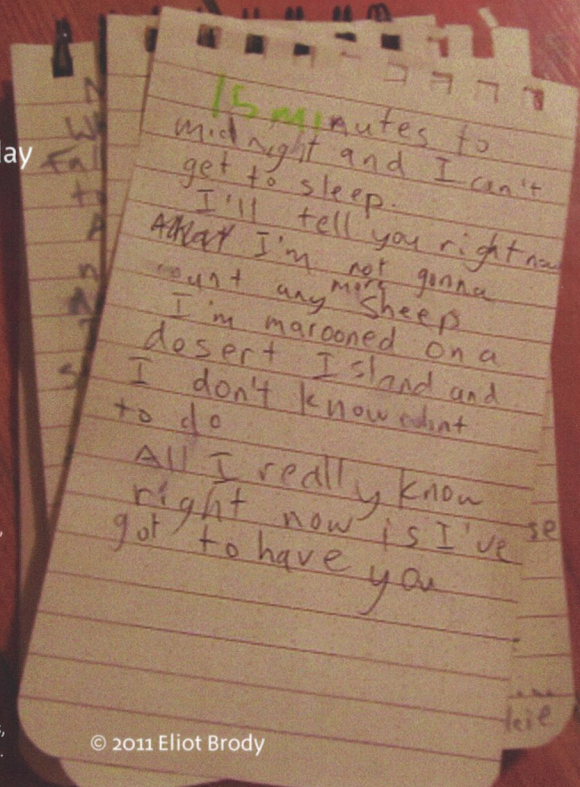 15 minutes to
midnight and I can't
get to sleep.
I'll tell you right now
that I'm not gonna
count any more sheep
I'm marooned on a
desert Island and
I don't know what
to do
All I really know
right now is I've
got to have you
se
© 2011 Eliot Brody